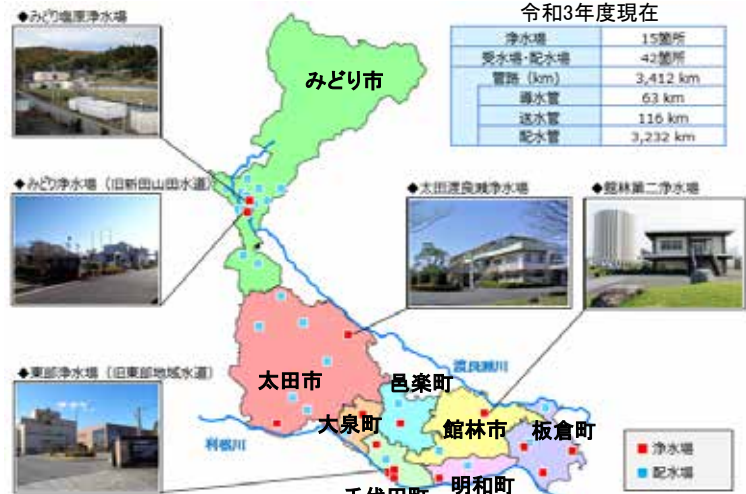 令和3年度現在
◆みどり塩原浄水場
浄水場 15箇所
受水場・配水場 42箇所
管路（km） 3,412 km
導水管 63 km
送水管 116 km
配水管 3,232 km
みどり市
◆みどり浄水場（旧新田山田水道）
◆太田渡良瀬浄水場
◆館林第二浄水場
渡良瀬川
◆東部浄水場（旧東部地域水道）
太田市
邑楽町
大泉町
館林市
板倉町
利根川
浄水場
配水場
千代田町
明和町